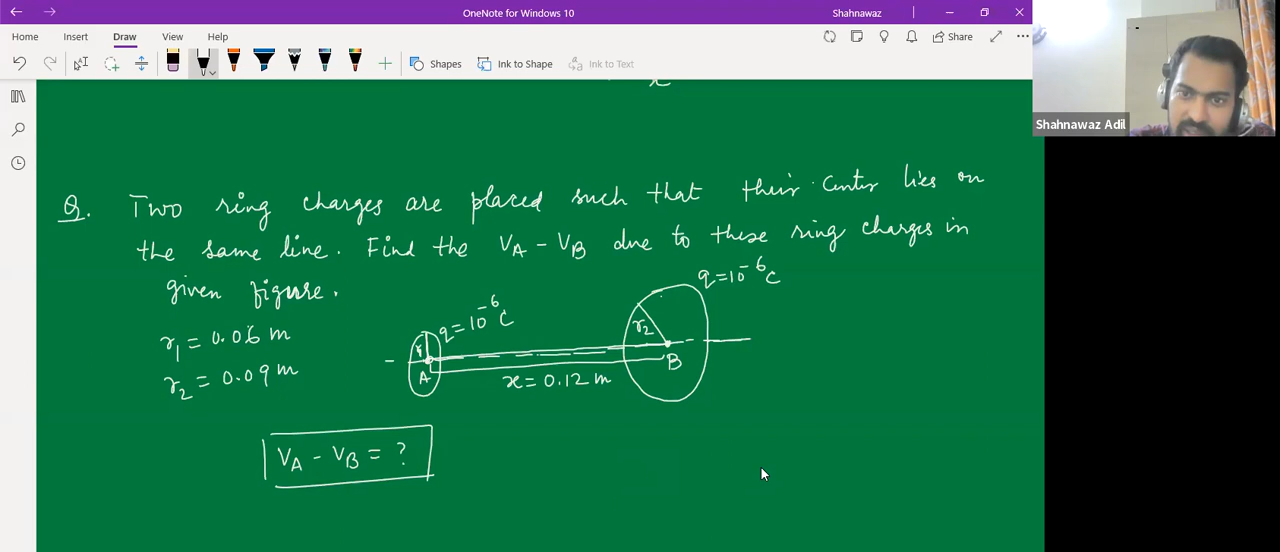 OneNote for Windows 10
Shahnawaz
Home Insert Draw View Help
Share
Shapes Ink to Shape Ink to Text
Shahnawaz Adil
x
Q. Two ring charges are placed such that their center lies on
the same line. Find the VA - VB due to these ring charges in
given figure.
q = 10⁻⁶ C
q = 10⁻⁶ C
r₁ = 0.06 m
r₁
r₂
A
B
r₂ = 0.09 m
x = 0.12 m
VA - VB = ?